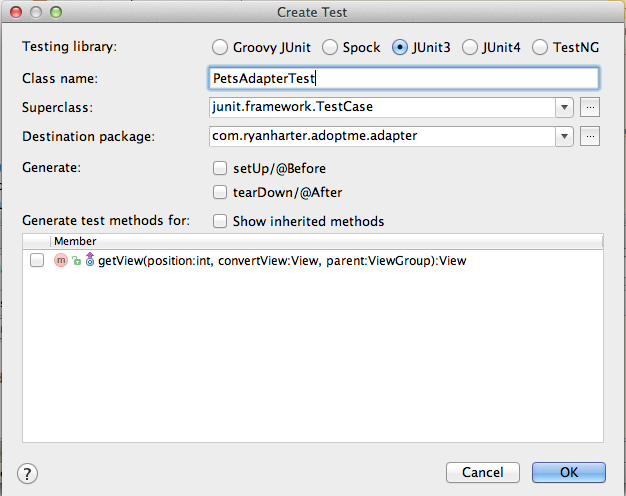 Create Test
Testing library: Groovy JUnit Spock JUnit3 JUnit4 TestNG
Class name: PetsAdapterTest
Superclass: junit.framework.TestCase ...
Destination package: com.ryanharter.adoptme.adapter ...
Generate: setUp/@Before
tearDown/@After
Generate test methods for: Show inherited methods
Member
m getView(position:int, convertView:View, parent:ViewGroup):View
? Cancel OK